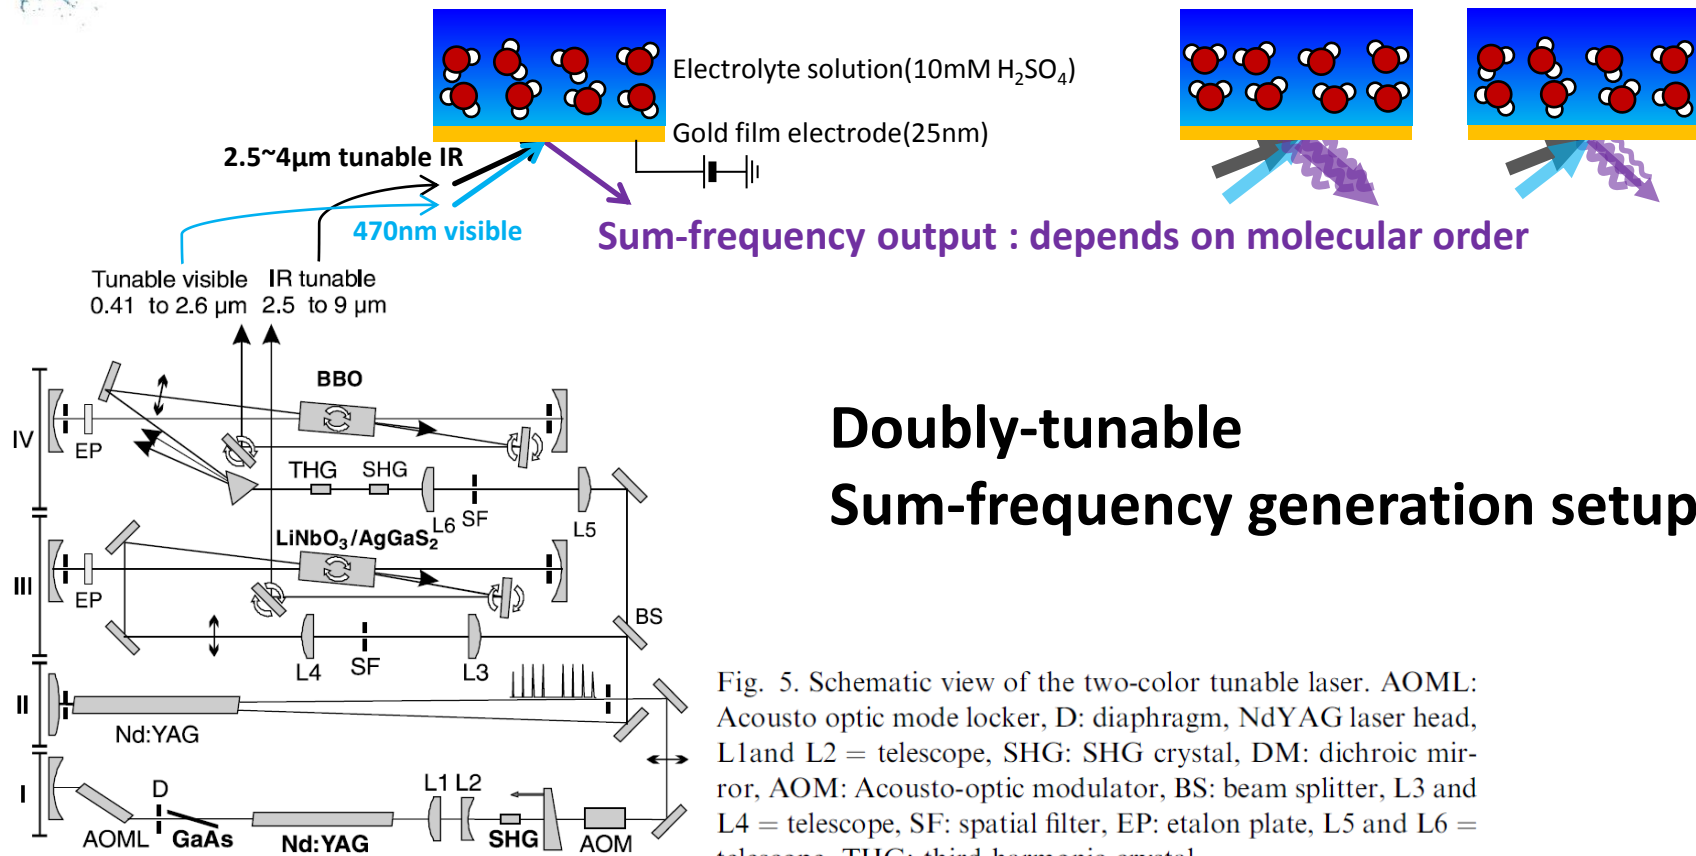 Electrolyte solution(10mM H₂SO₄)
Gold film electrode(25nm)
2.5~4μm tunable IR
470nm visible
Sum-frequency output : depends on molecular order
Tunable visible
0.41 to 2.6 μm
IR tunable
2.5 to 9 μm
Doubly-tunable
Sum-frequency generation setup
IV
BBO
EP
THG
SHG
L6
SF
L5
III
LiNbO₃/AgGaS₂
EP
BS
L4
SF
L3
II
Nd:YAG
I
D
L1
L2
AOML
GaAs
Nd:YAG
SHG
AOM
Fig. 5. Schematic view of the two-color tunable laser. AOML:
Acousto optic mode locker, D: diaphragm, NdYAG laser head,
L1and L2 = telescope, SHG: SHG crystal, DM: dichroic mir-
ror, AOM: Acousto-optic modulator, BS: beam splitter, L3 and
L4 = telescope, SF: spatial filter, EP: etalon plate, L5 and L6 =
telescope, THG: third harmonic crystal